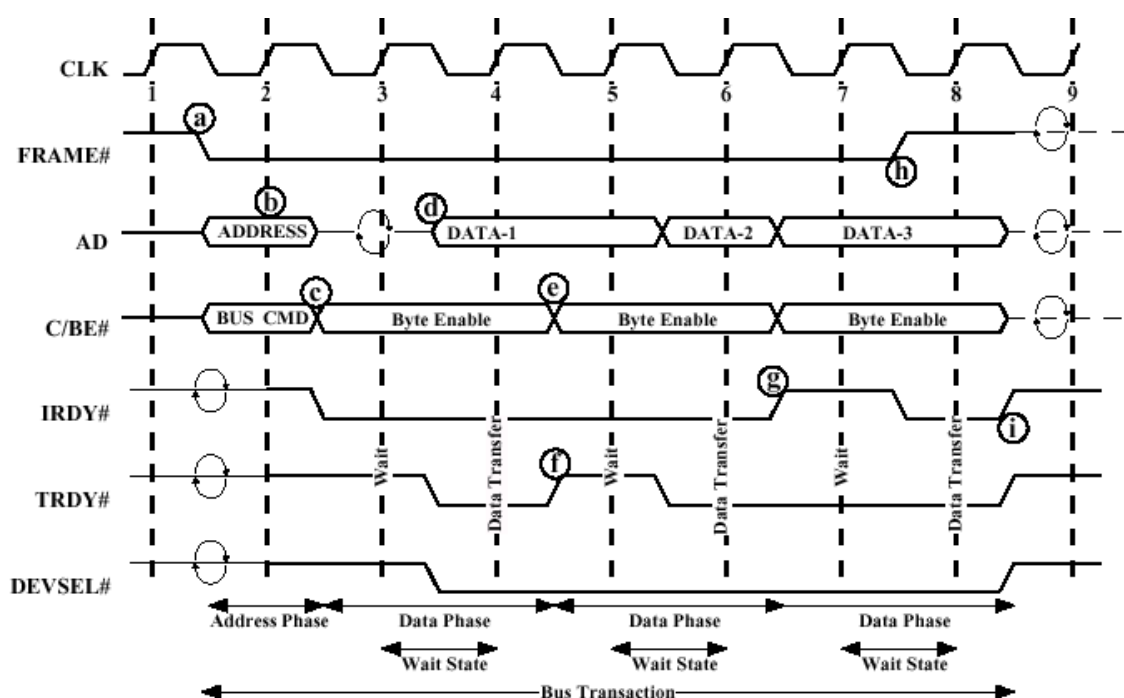 CLK
1 2 3 4 5 6 7 8 9
a
FRAME#
h
b
d
AD
ADDRESS DATA-1 DATA-2 DATA-3
c
e
C/BE#
BUS CMD Byte Enable Byte Enable Byte Enable
g
IRDY#
i
Wait
Data Transfer
Wait
Data Transfer
Wait
Data Transfer
f
TRDY#
DEVSEL#
Address Phase Data Phase Data Phase Data Phase
Wait State Wait State Wait State
Bus Transaction